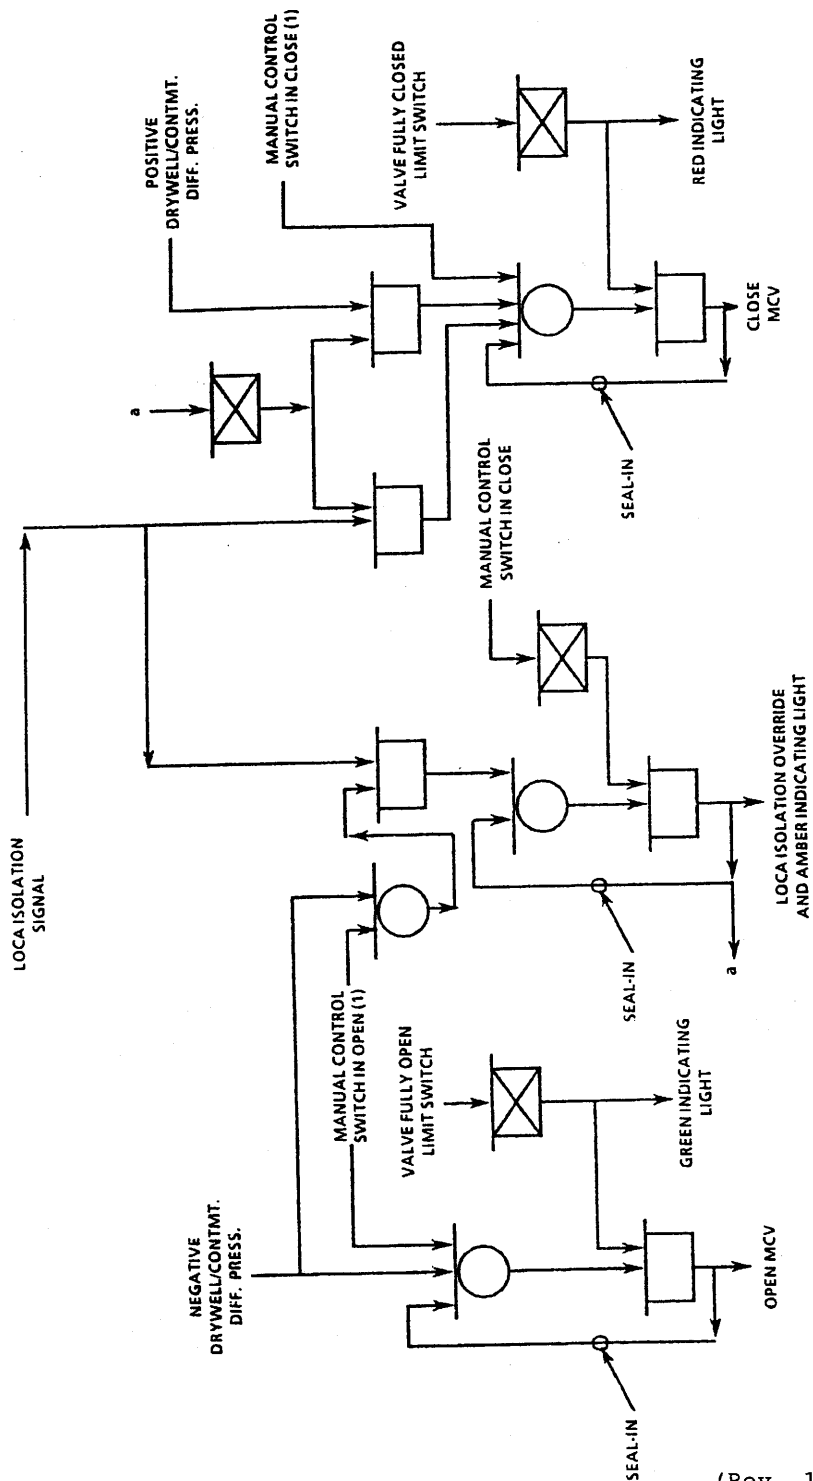 LOCA ISOLATION
SIGNAL
NEGATIVE
DRYWELL/CONTMT.
DIFF. PRESS.
MANUAL CONTROL
SWITCH IN OPEN (1)
VALVE FULLY OPEN
LIMIT SWITCH
GREEN INDICATING
LIGHT
OPEN MCV
SEAL-IN
a
SEAL-IN
LOCA ISOLATION OVERRIDE
AND AMBER INDICATING LIGHT
MANUAL CONTROL
SWITCH IN CLOSE
a
POSITIVE
DRYWELL/CONTMT.
DIFF. PRESS.
MANUAL CONTROL
SWITCH IN CLOSE (1)
VALVE FULLY CLOSED
LIMIT SWITCH
RED INDICATING
LIGHT
CLOSE
MCV
SEAL-IN
(Rev. 1